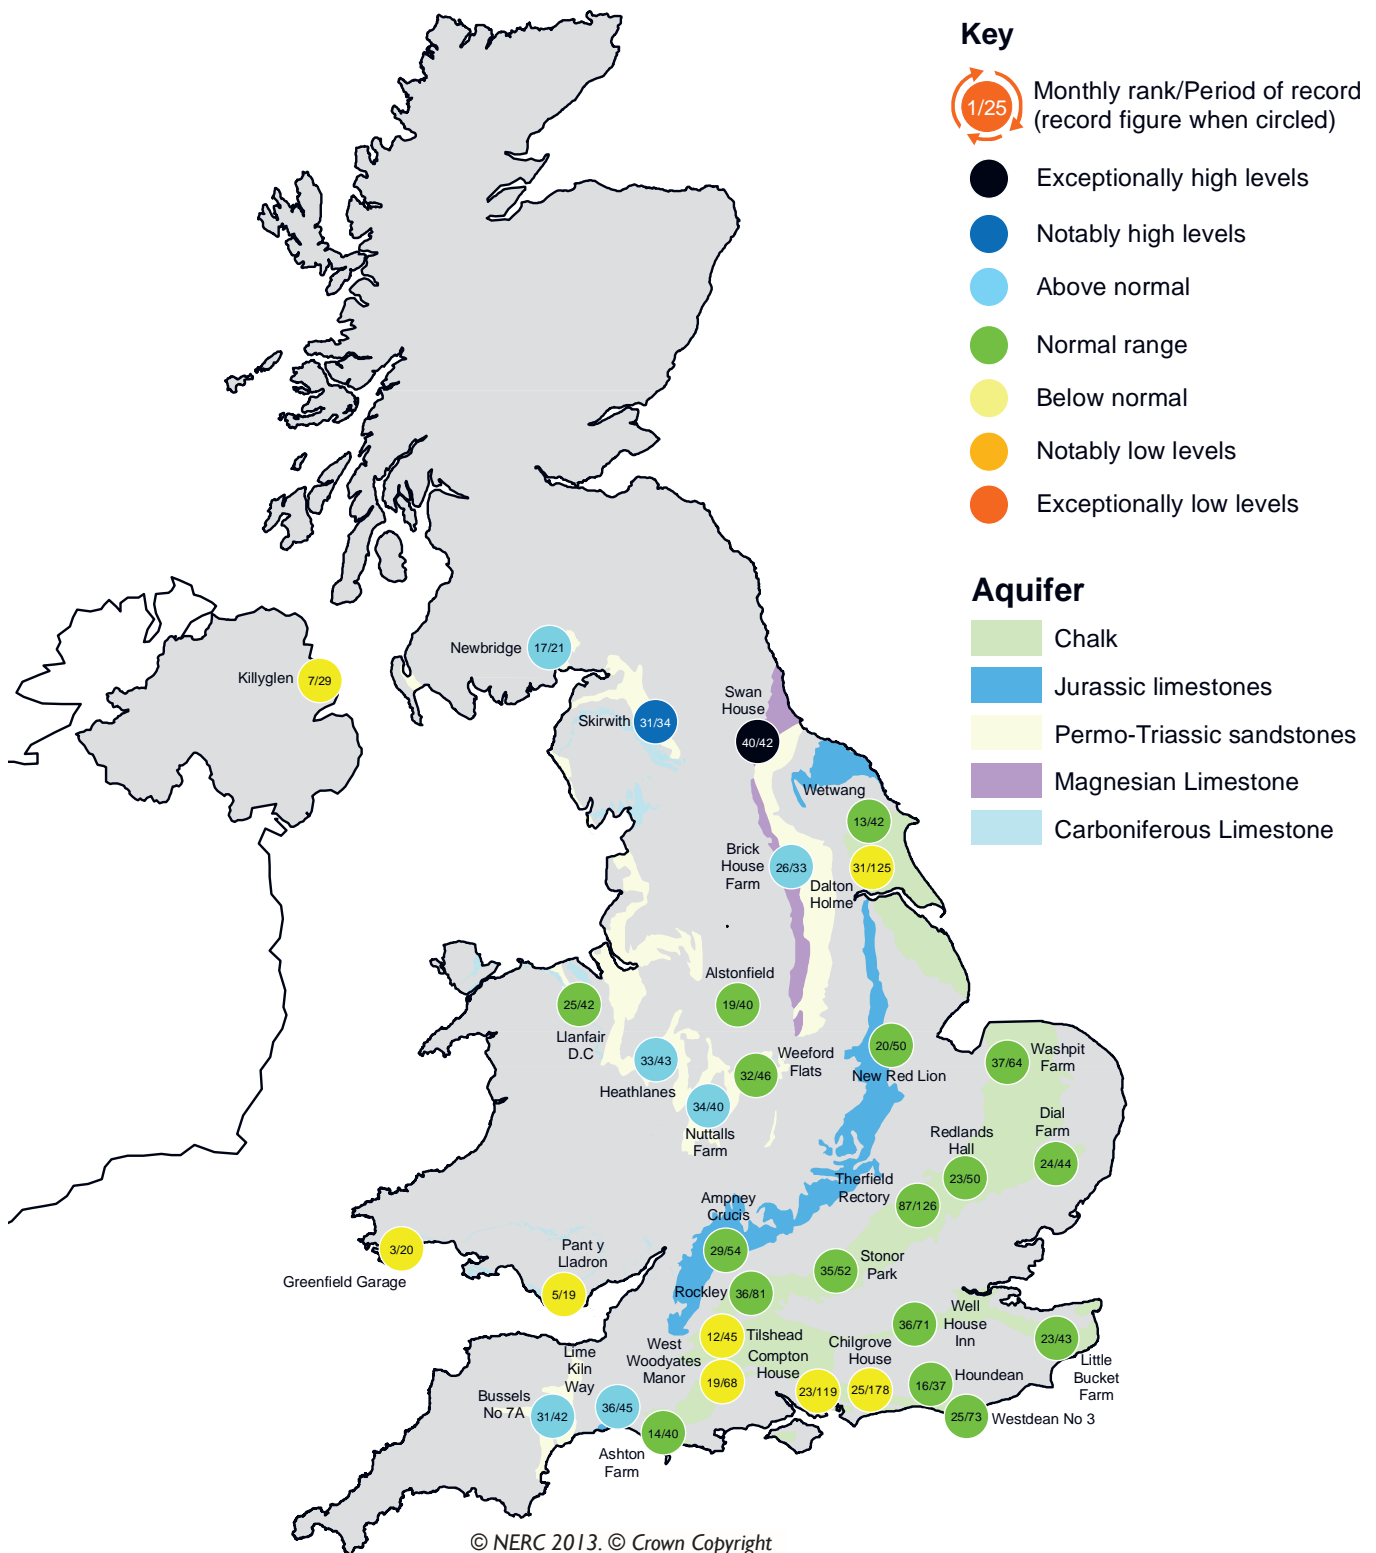 Key
1/25
Monthly rank/Period of record
(record figure when circled)
Exceptionally high levels
Notably high levels
Above normal
Normal range
Below normal
Notably low levels
Exceptionally low levels
Aquifer
Chalk
Jurassic limestones
Permo-Triassic sandstones
Magnesian Limestone
Carboniferous Limestone
Newbridge
17/21
Killyglen
7/29
Skirwith
31/34
Swan
House
40/42
Wetwang
13/42
Brick
House
Farm
26/33
31/125
Dalton
Holme
Alstonfield
19/40
25/42
Llanfair
D.C
33/43
Heathlanes
Weeford
Flats
32/46
34/40
Nuttalls
Farm
20/50
New Red Lion
37/64
Washpit
Farm
Dial
Farm
24/44
Redlands
Hall
23/50
Therfield
Rectory
87/126
Ampney
Crucis
29/54
Stonor
Park
35/52
3/20
Greenfield Garage
Pant y
Lladron
5/19
Rockley
36/81
12/45
Tilshead
West
Woodyates
Manor
19/68
Compton
House
23/119
Chilgrove
House
25/178
Well
House
Inn
36/71
23/43
Little
Bucket
Farm
16/37
Houndean
25/73
Westdean No 3
Lime
Kiln
Way
36/45
Bussels
No 7A
31/42
14/40
Ashton
Farm
© NERC 2013. © Crown Copyright